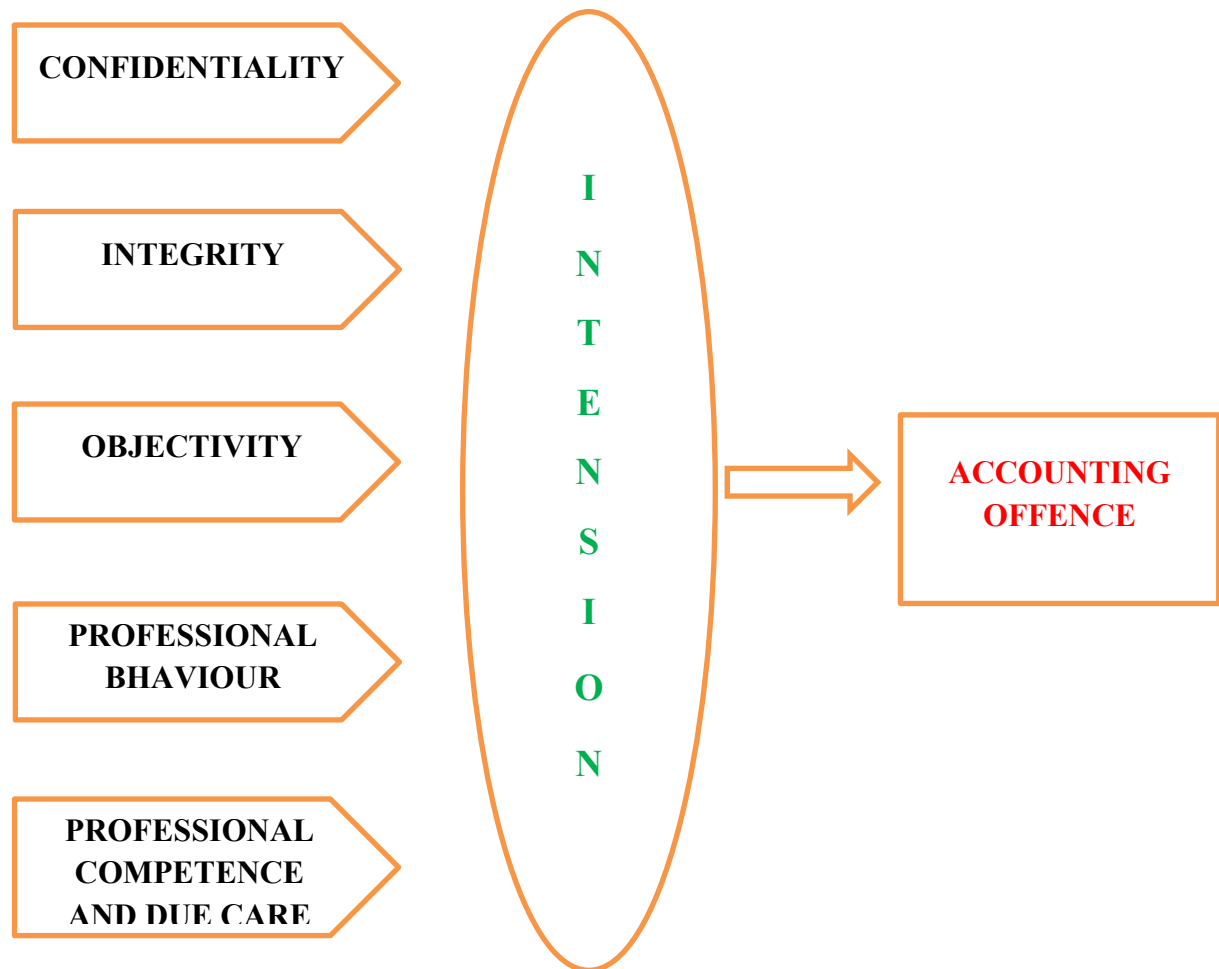 CONFIDENTIALITY
INTEGRITY
OBJECTIVITY
PROFESSIONAL
BHAVIOUR
PROFESSIONAL
COMPETENCE
AND DUE CARE
I
N
T
E
N
S
I
O
N
ACCOUNTING
OFFENCE